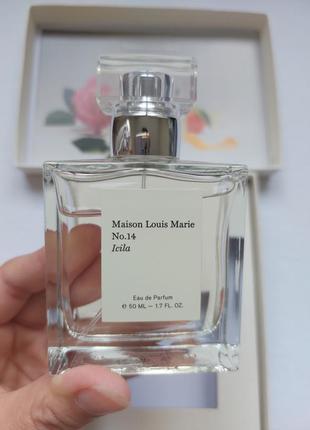 Maison Louis Marie
No.14
Icila
Eau de Parfum
℮ 50 ML — 1.7 FL. OZ.